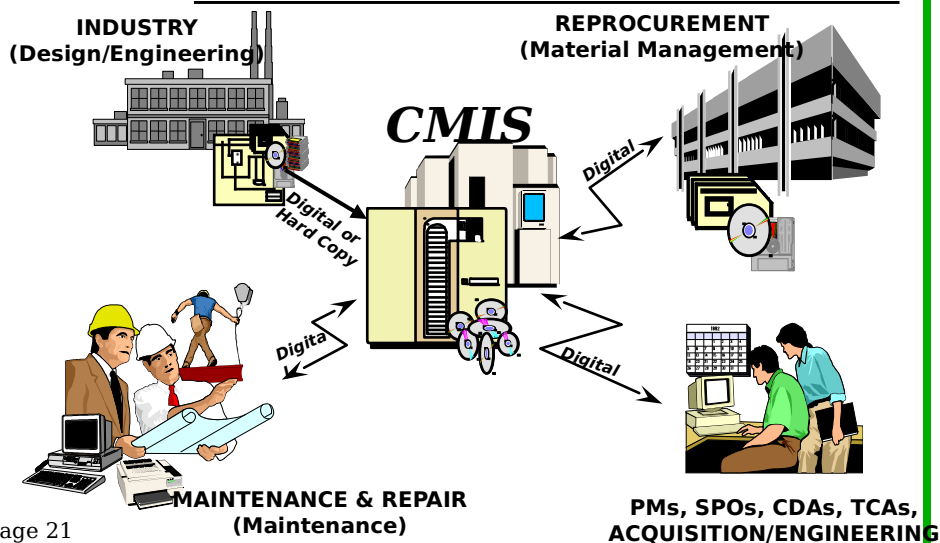 INDUSTRY
(Design/Engineering)
REPROCUREMENT
(Material Management)
CMIS
Digital
Digital or
Hard Copy
Digita
Digital
1992
MAINTENANCE & REPAIR
(Maintenance)
PMs, SPOs, CDAs, TCAs,
ACQUISITION/ENGINEERING
age 21